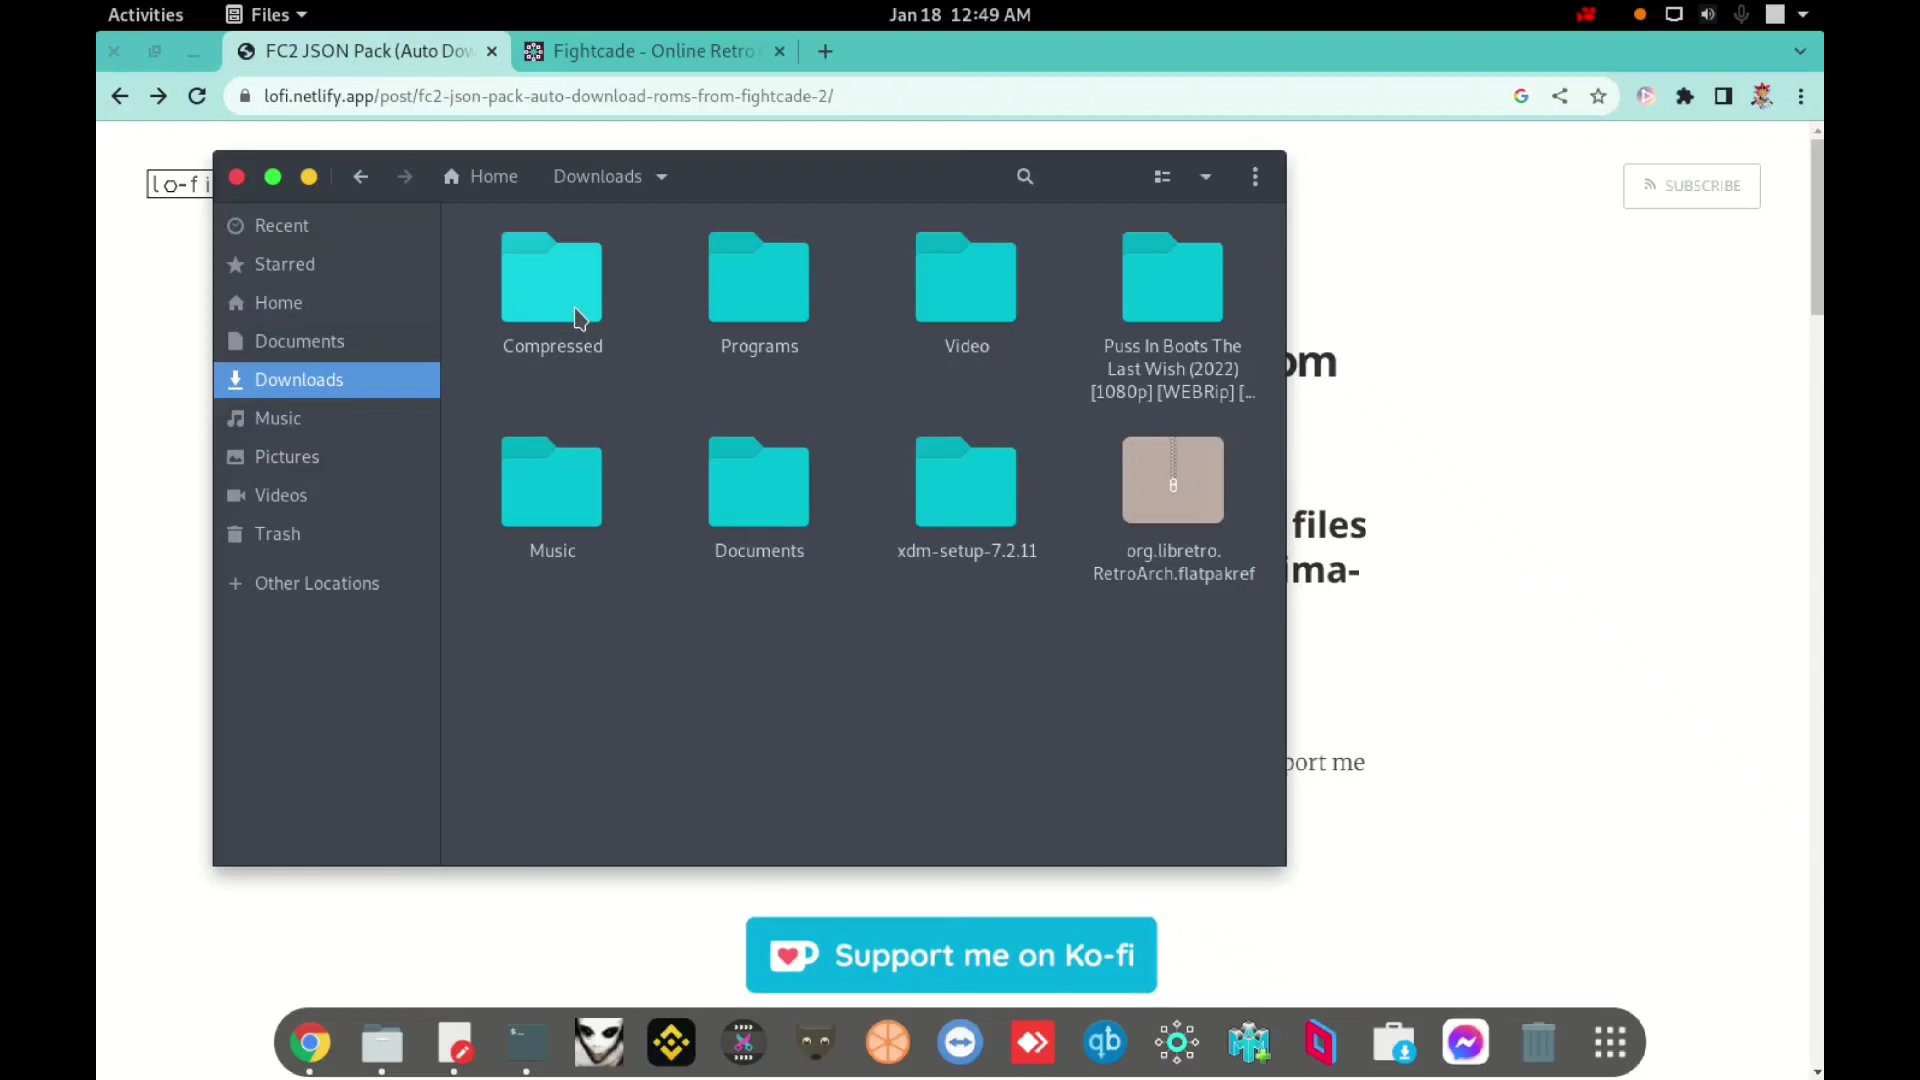 Activities
Files
Jan 18 12:49 AM
FC2 JSON Pack (Auto Dow
Fightcade - Online Retro
lofi.netlify.app/post/fc2-json-pack-auto-download-roms-from-fightcade-2/
lo-fi
SUBSCRIBE
Home
Downloads
Recent
Starred
Home
Documents
Downloads
Music
Pictures
Videos
Trash
Other Locations
Compressed
Programs
Video
Puss In Boots The
Last Wish (2022)
[1080p] [WEBRip] [...
Music
Documents
xdm-setup-7.2.11
org.libretro.
RetroArch.flatpakref
om
files
ima-
port me
Support me on Ko-fi
qb